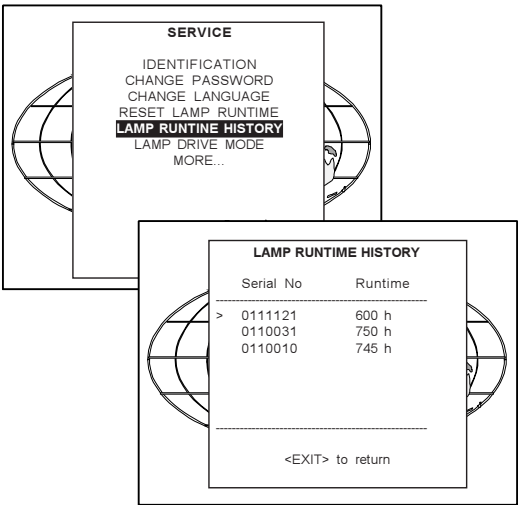 SERVICE
IDENTIFICATION
CHANGE PASSWORD
CHANGE LANGUAGE
RESET LAMP RUNTIME
LAMP RUNTINE HISTORY
LAMP DRIVE MODE
MORE...
LAMP RUNTIME HISTORY
Serial No Runtime
> 0111121 600 h
0110031 750 h
0110010 745 h
<EXIT> to return